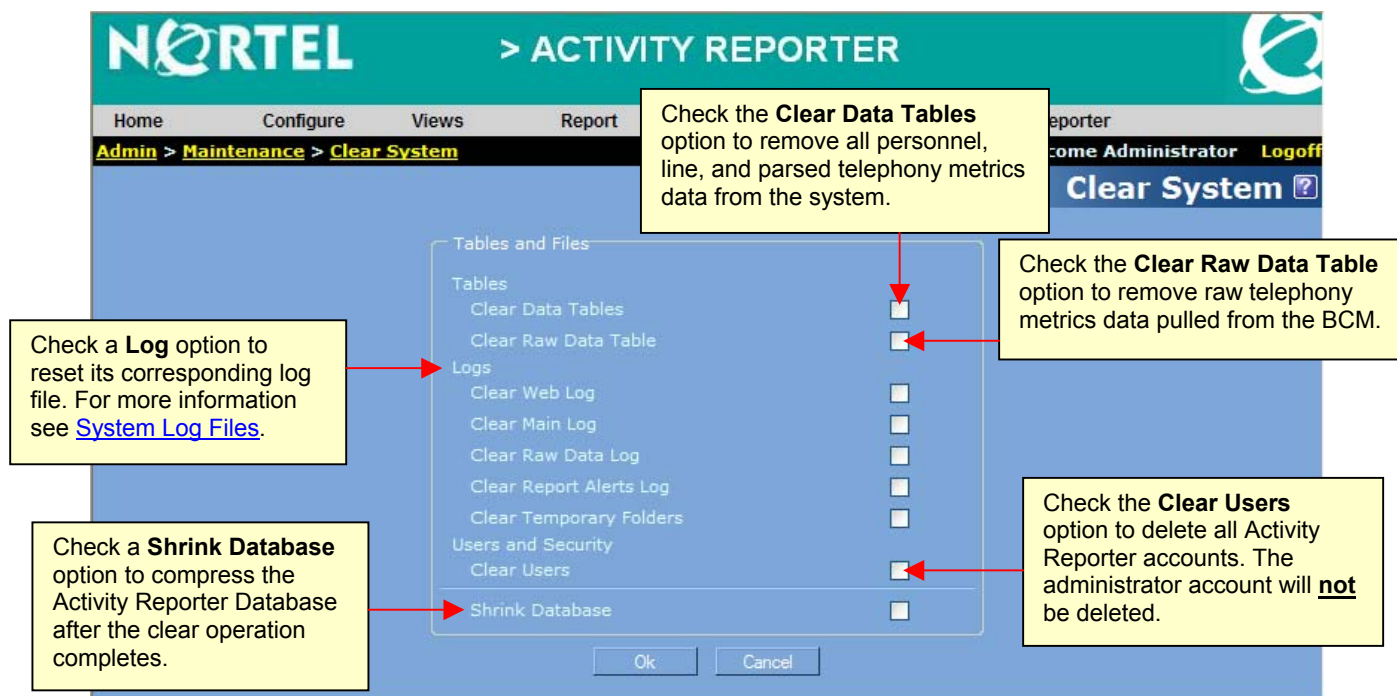 NORTEL
> ACTIVITY REPORTER
Home Configure Views Report eporter
Admin > Maintenance > Clear System
come Administrator Logoff
Clear System ?
Check the Clear Data Tables
option to remove all personnel,
line, and parsed telephony metrics
data from the system.
Tables and Files
Tables
Clear Data Tables
Clear Raw Data Table
Check the Clear Raw Data Table
option to remove raw telephony
metrics data pulled from the BCM.
Check a Log option to
reset its corresponding log
file. For more information
see System Log Files.
Logs
Clear Web Log
Clear Main Log
Clear Raw Data Log
Clear Report Alerts Log
Clear Temporary Folders
Users and Security
Clear Users
Check the Clear Users
option to delete all Activity
Reporter accounts. The
administrator account will not
be deleted.
Check a Shrink Database
option to compress the
Activity Reporter Database
after the clear operation
completes.
Shrink Database
Ok Cancel